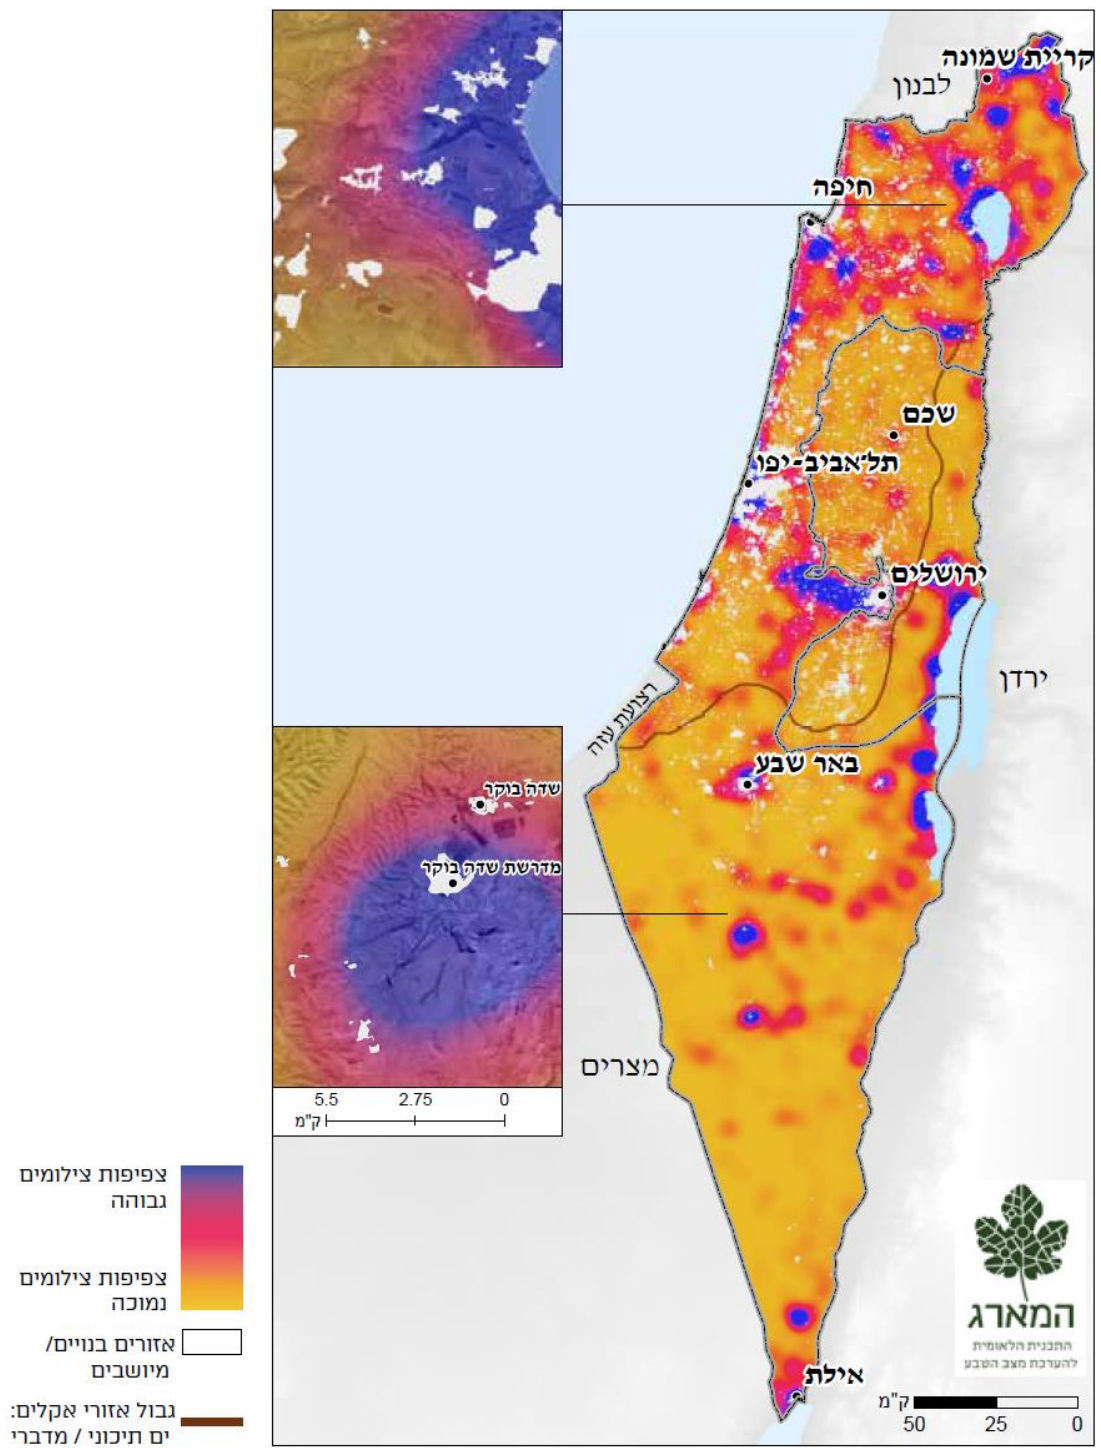 קריית שמונה
לבנון
חיפה
שכם
תל־אביב-יפו
ירושלים
ירדן
רצועת עזה
באר שבע
שדה בוקר
מדרשת שדה בוקר
מצרים
5.5 2.75 0
ק"מ
צפיפות צילומים
גבוהה
צפיפות צילומים
נמוכה
אזורים בנויים/
מיושבים
גבול אזורי אקלים:
ים תיכוני / מדברי
המארג
התכנית הלאומית
להערכת מצב הטבע
אילת
ק"מ
50 25 0